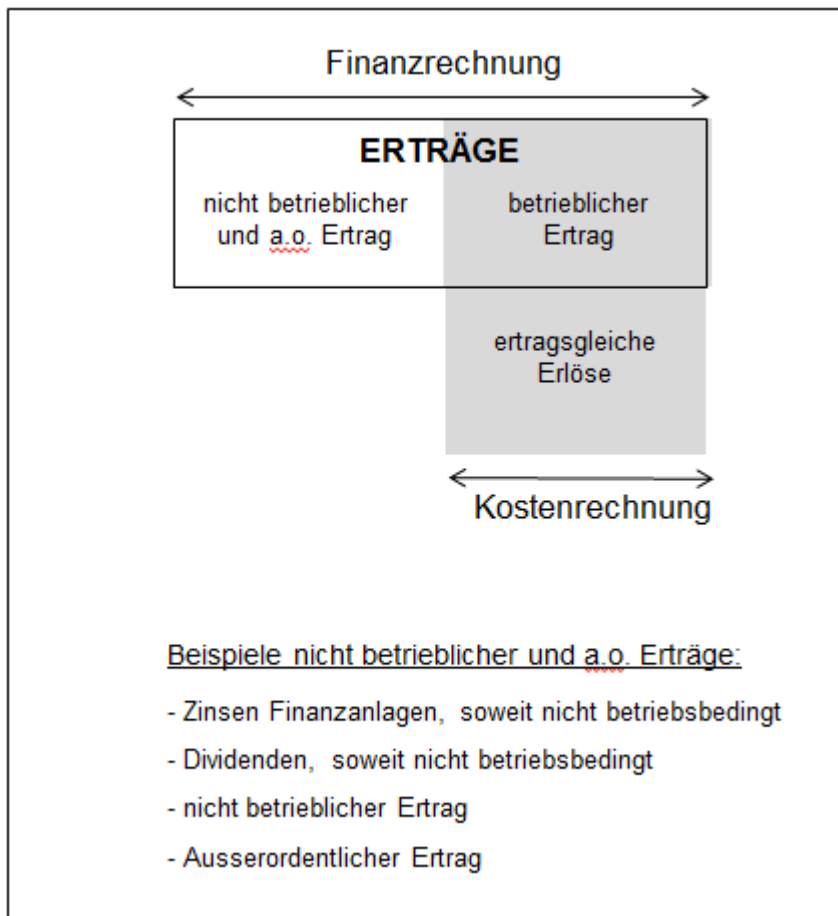 Finanzrechnung
ERTRÄGE
nicht betrieblicher
und a.o. Ertrag
betrieblicher
Ertrag
ertragsgleiche
Erlöse
Kostenrechnung
Beispiele nicht betrieblicher und a.o. Erträge:
- Zinsen Finanzanlagen, soweit nicht betriebsbedingt
- Dividenden, soweit nicht betriebsbedingt
- nicht betrieblicher Ertrag
- Ausserordentlicher Ertrag